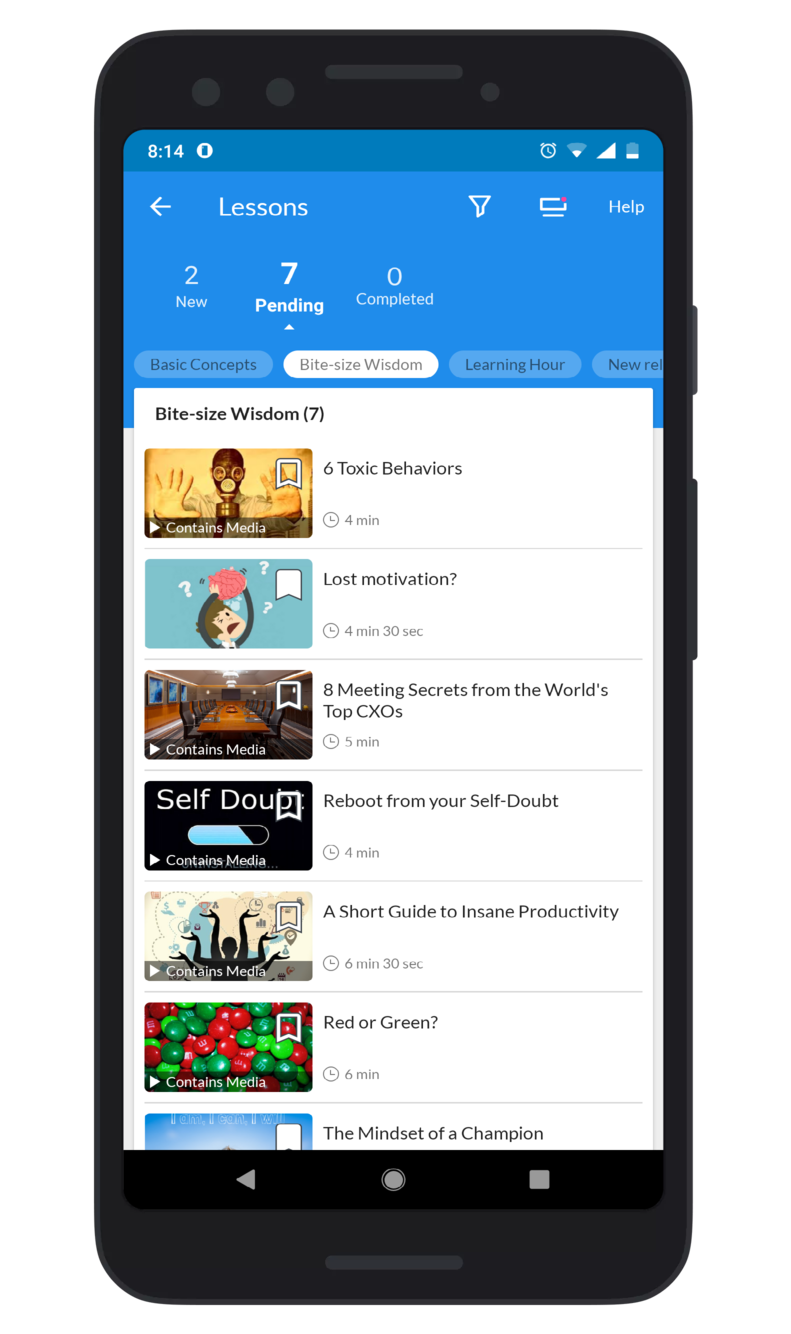 8:14
Lessons
Help
2
New
7
Pending
0
Completed
Basic Concepts
Bite-size Wisdom
Learning Hour
New rel
Bite-size Wisdom (7)
Contains Media
6 Toxic Behaviors
4 min
Lost motivation?
4 min 30 sec
Contains Media
8 Meeting Secrets from the World's
Top CXOs
5 min
Self Doubt
Contains Media
Reboot from your Self-Doubt
4 min
Contains Media
A Short Guide to Insane Productivity
6 min 30 sec
Contains Media
Red or Green?
6 min
I am, I can, I will
The Mindset of a Champion